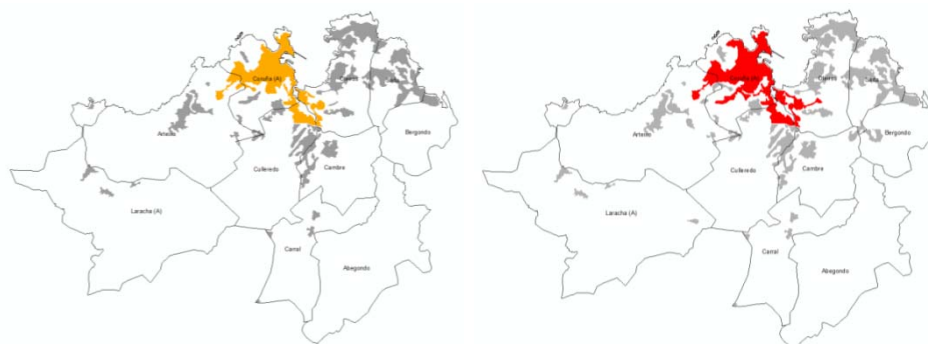 Coruña (A)
Oleiros
Sada
Arteixo
Bergondo
Culleredo
Cambre
Laracha (A)
Carral
Abegondo
Coruña (A)
Oleiros
Sada
Arteixo
Bergondo
Culleredo
Cambre
Laracha (A)
Carral
Abegondo